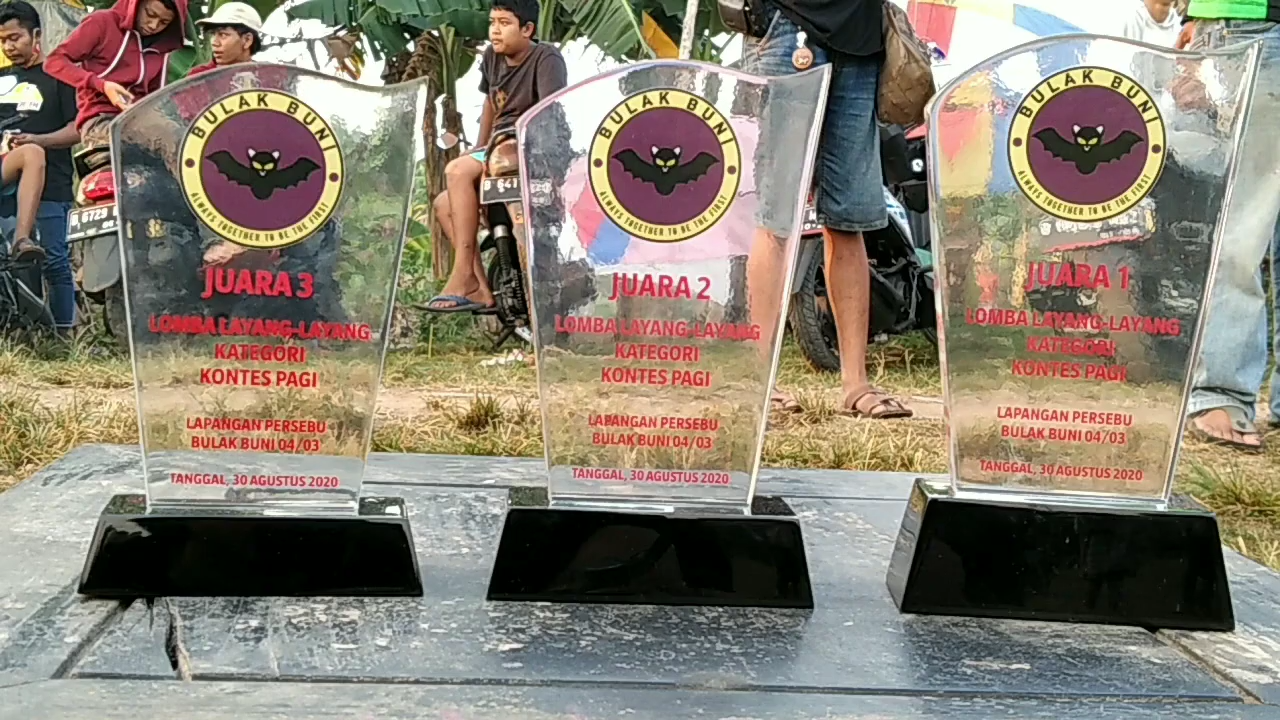 BULAK BUNI
ALWAYS TOGETHER TO BE THE FIRST
JUARA 3
LOMBA LAYANG-LAYANG
KATEGORI
KONTES PAGI
LAPANGAN PERSEBU
BULAK BUNI 04/03
TANGGAL, 30 AGUSTUS 2020
BULAK BUNI
ALWAYS TOGETHER TO BE THE FIRST
JUARA 2
LOMBA LAYANG-LAYANG
KATEGORI
KONTES PAGI
LAPANGAN PERSEBU
BULAK BUNI 04/03
TANGGAL, 30 AGUSTUS 2020
BULAK BUNI
ALWAYS TOGETHER TO BE THE FIRST
JUARA 1
LOMBA LAYANG-LAYANG
KATEGORI
KONTES PAGI
LAPANGAN PERSEBU
BULAK BUNI 04/03
TANGGAL, 30 AGUSTUS 2020
B 6729
B 641